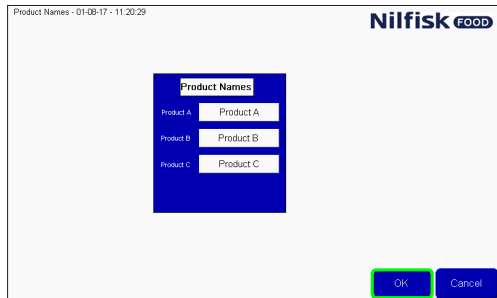 Product Names - 01-08-17 - 11:20:29
Nilfisk FOOD
Product Names
Product A Product A
Product B Product B
Product C Product C
OK Cancel